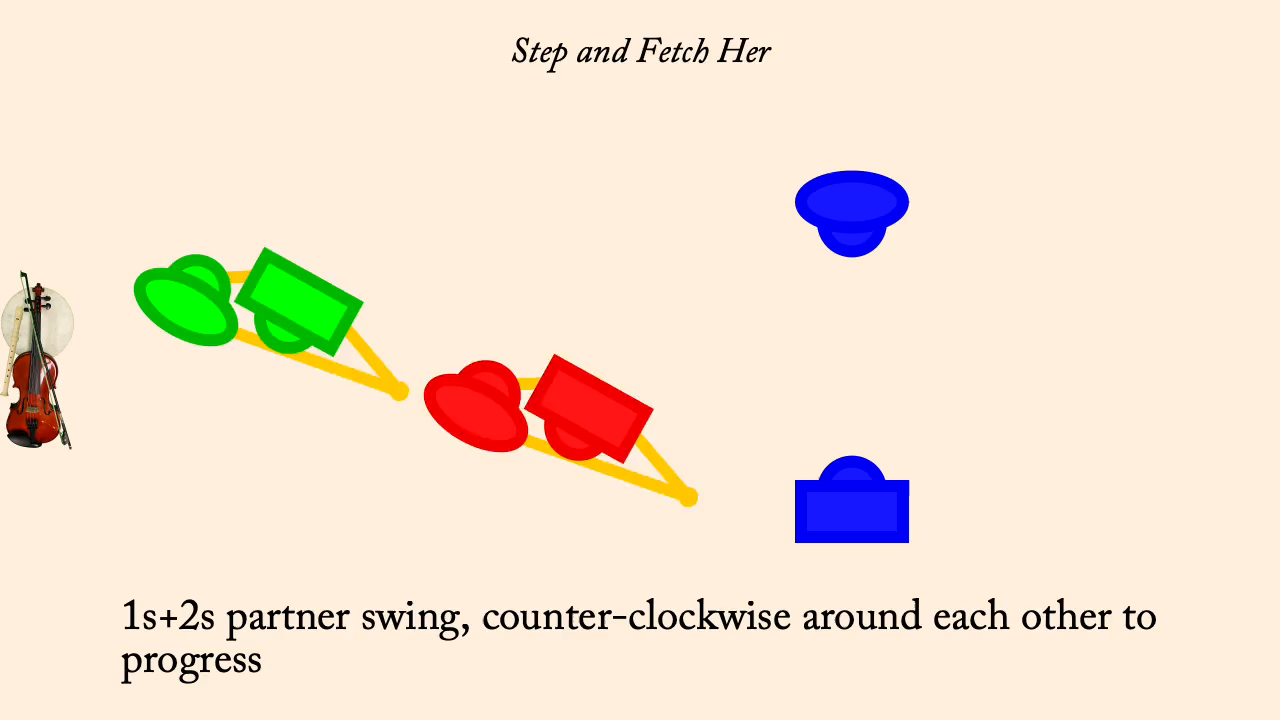 Step and Fetch Her
1s+2s partner swing, counter-clockwise around each other to
progress